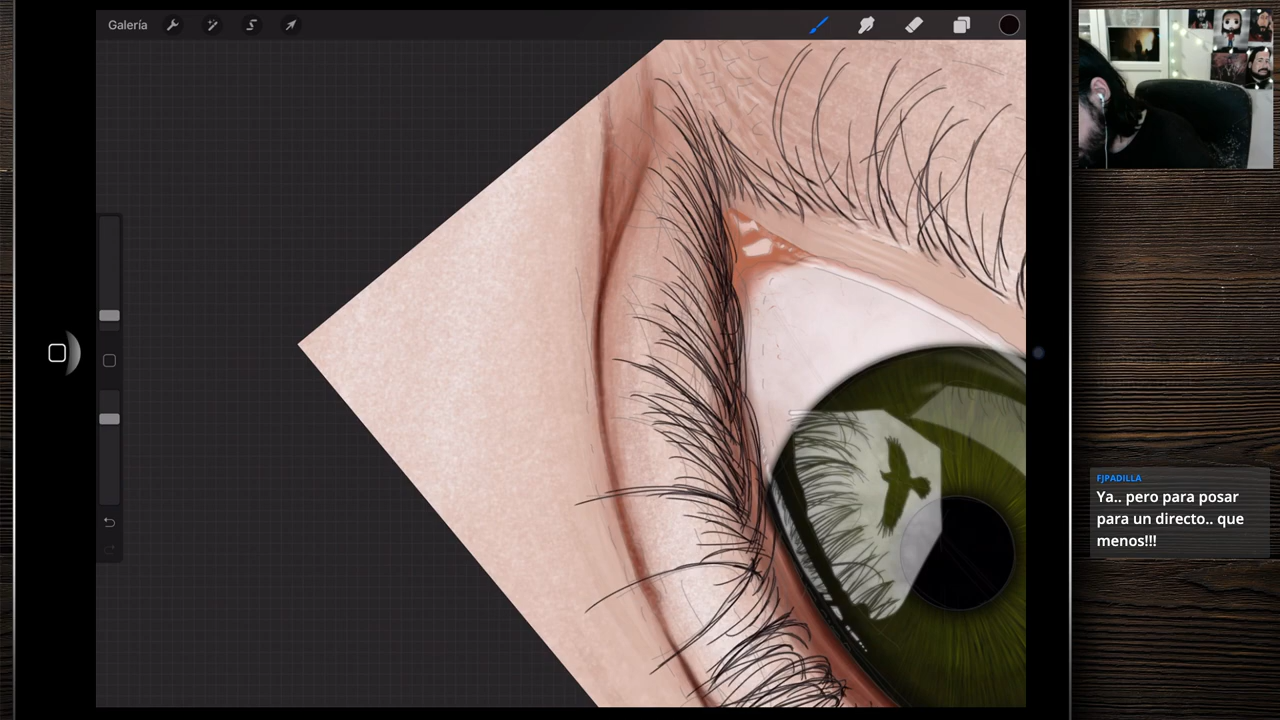 Galería
FJPADILLA
Ya.. pero para posar
para un directo.. que
menos!!!